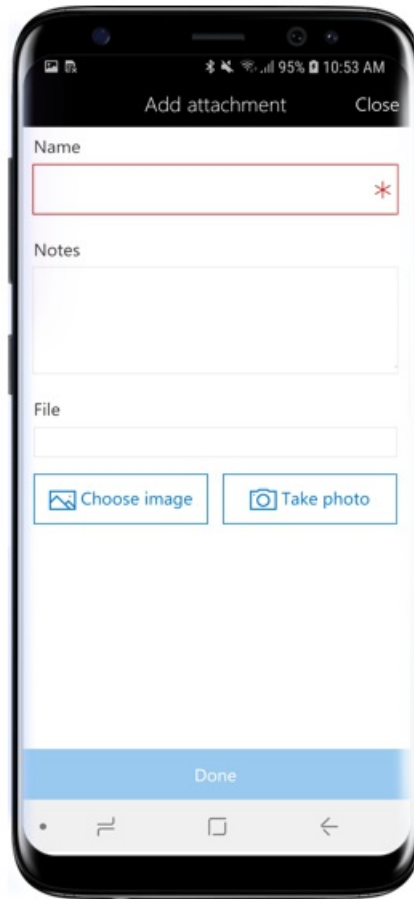 95% 10:53 AM
Add attachment Close
Name
*
Notes
File
Choose image Take photo
Done